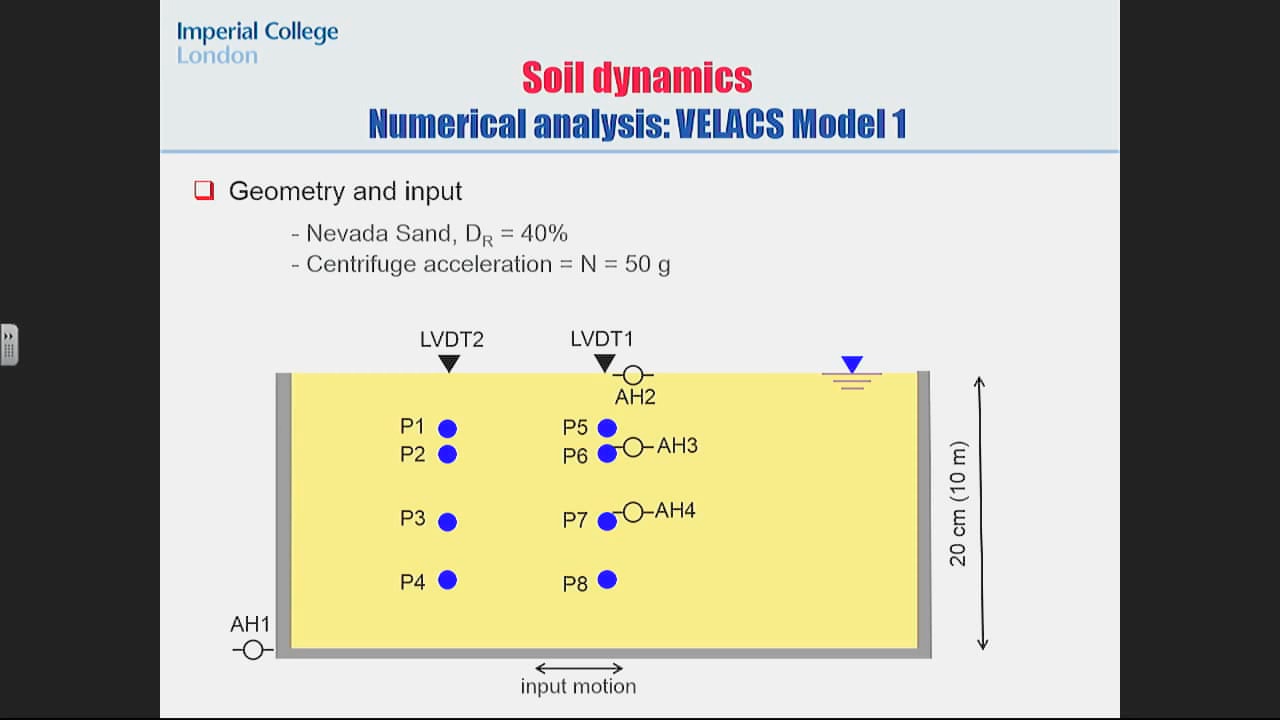 Imperial College
London
Soil dynamics
Numerical analysis: VELACS Model 1
Geometry and input
- Nevada Sand, DR = 40%
- Centrifuge acceleration = N = 50 g
LVDT2 LVDT1
AH2
P1 P5
P2 P6 AH3
P3 P7 AH4
P4 P8
AH1
20 cm (10 m)
input motion